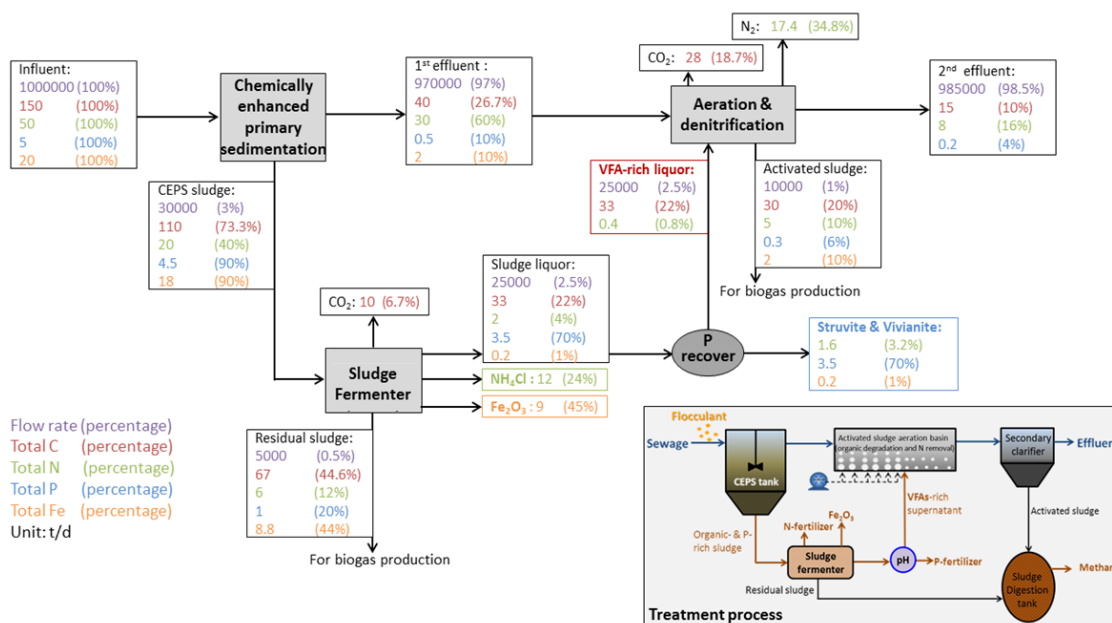 Influent:
1000000 (100%)
150 (100%)
50 (100%)
5 (100%)
20 (100%)
Chemically
enhanced
primary
sedimentation
1st effluent :
970000 (97%)
40 (26.7%)
30 (60%)
0.5 (10%)
2 (10%)
CO2: 28 (18.7%)
N2: 17.4 (34.8%)
Aeration &
denitrification
2nd effluent:
985000 (98.5%)
15 (10%)
8 (16%)
0.2 (4%)
CEPS sludge:
30000 (3%)
110 (73.3%)
20 (40%)
4.5 (90%)
18 (90%)
VFA-rich liquor:
25000 (2.5%)
33 (22%)
0.4 (0.8%)
Activated sludge:
10000 (1%)
30 (20%)
5 (10%)
0.3 (6%)
2 (10%)
For biogas production
CO2: 10 (6.7%)
Sludge liquor:
25000 (2.5%)
33 (22%)
2 (4%)
3.5 (70%)
0.2 (1%)
Sludge
Fermenter
NH4Cl : 12 (24%)
Fe2O3 : 9 (45%)
P
recover
Struvite & Vivianite:
1.6 (3.2%)
3.5 (70%)
0.2 (1%)
Residual sludge:
5000 (0.5%)
67 (44.6%)
6 (12%)
1 (20%)
8.8 (44%)
For biogas production
Flow rate (percentage)
Total C (percentage)
Total N (percentage)
Total P (percentage)
Total Fe (percentage)
Unit: t/d
Flocculant
Sewage
CEPS tank
Activated sludge aeration basin
(organic degradation and N removal)
Secondary
clarifier
Effluen
Organic- & P-
rich sludge
N-fertilizer
Fe2O3
Sludge
fermenter
pH
VFAs-rich
supernatant
P-fertilizer
Activated sludge
Residual sludge
Sludge
Digestion
tank
Methan
Treatment process